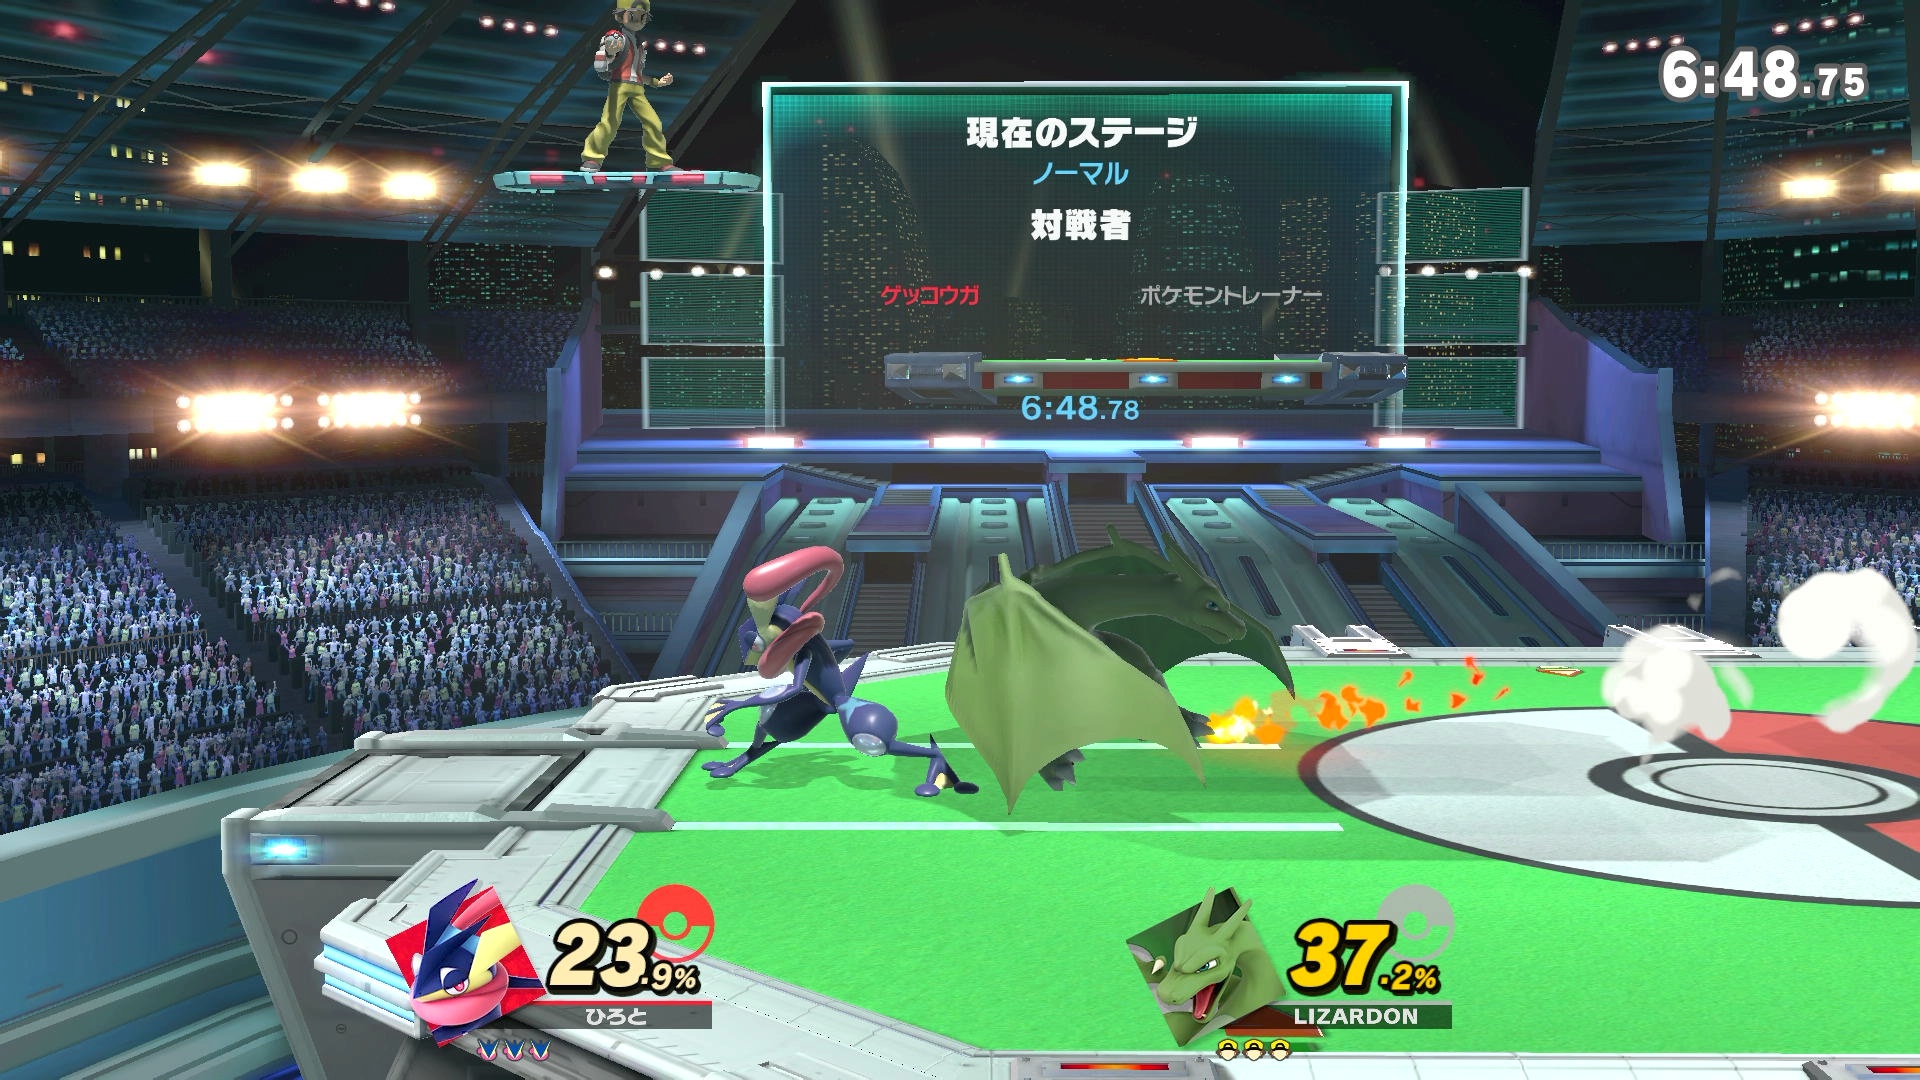 6:48.75
現在のステージ
ノーマル
対戦者
ゲッコウガ ポケモントレーナー
6:48.78
23.9%
ひろと
37.2%
LIZARDON